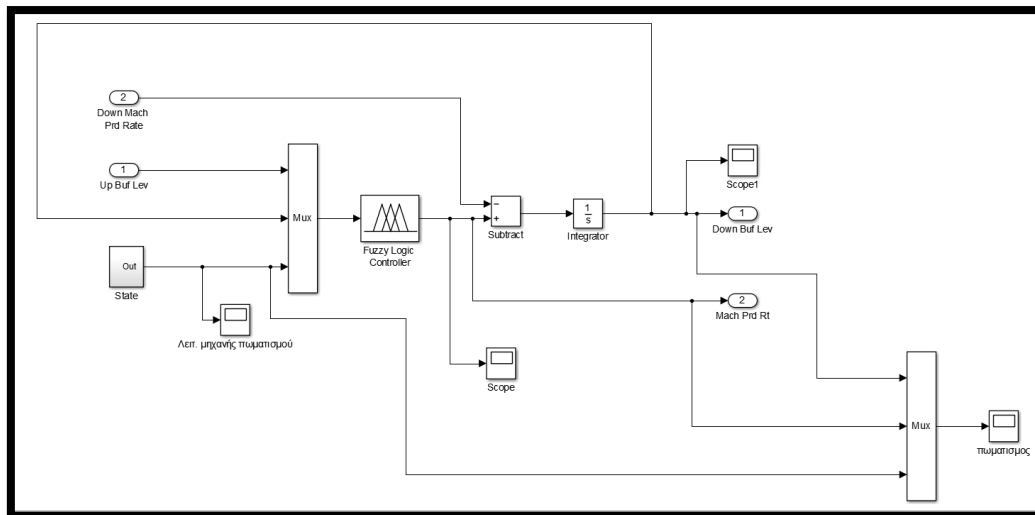 2
Down Mach
Prd Rate
1
Up Buf Lev
Mux
Fuzzy Logic
Controller
−
+
Subtract
1
s
Integrator
Scope1
1
Down Buf Lev
Out
State
Λειτ. μηχανής πωματισμού
2
Mach Prd Rt
Scope
Mux
πωματισμος